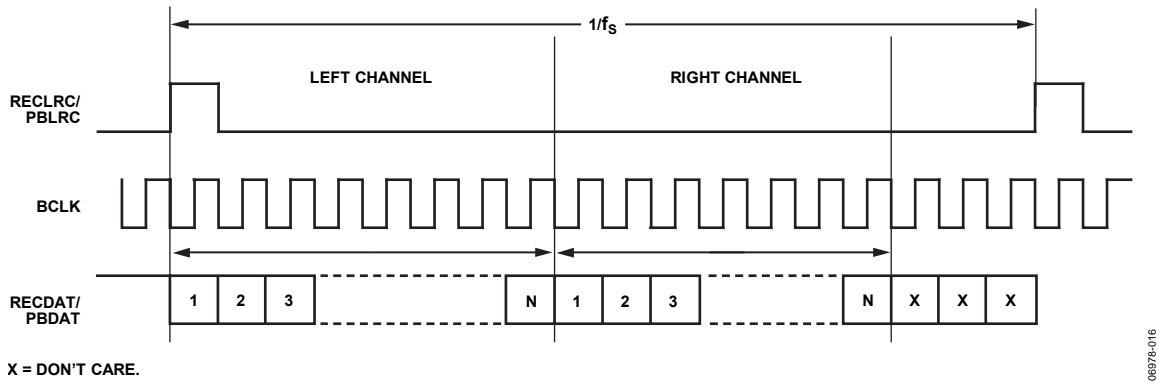 1/fS
LEFT CHANNEL
RIGHT CHANNEL
RECLRC/
PBLRC
BCLK
RECDAT/
PBDAT
1 2 3 N 1 2 3 N X X X
X = DON'T CARE.
06978-016